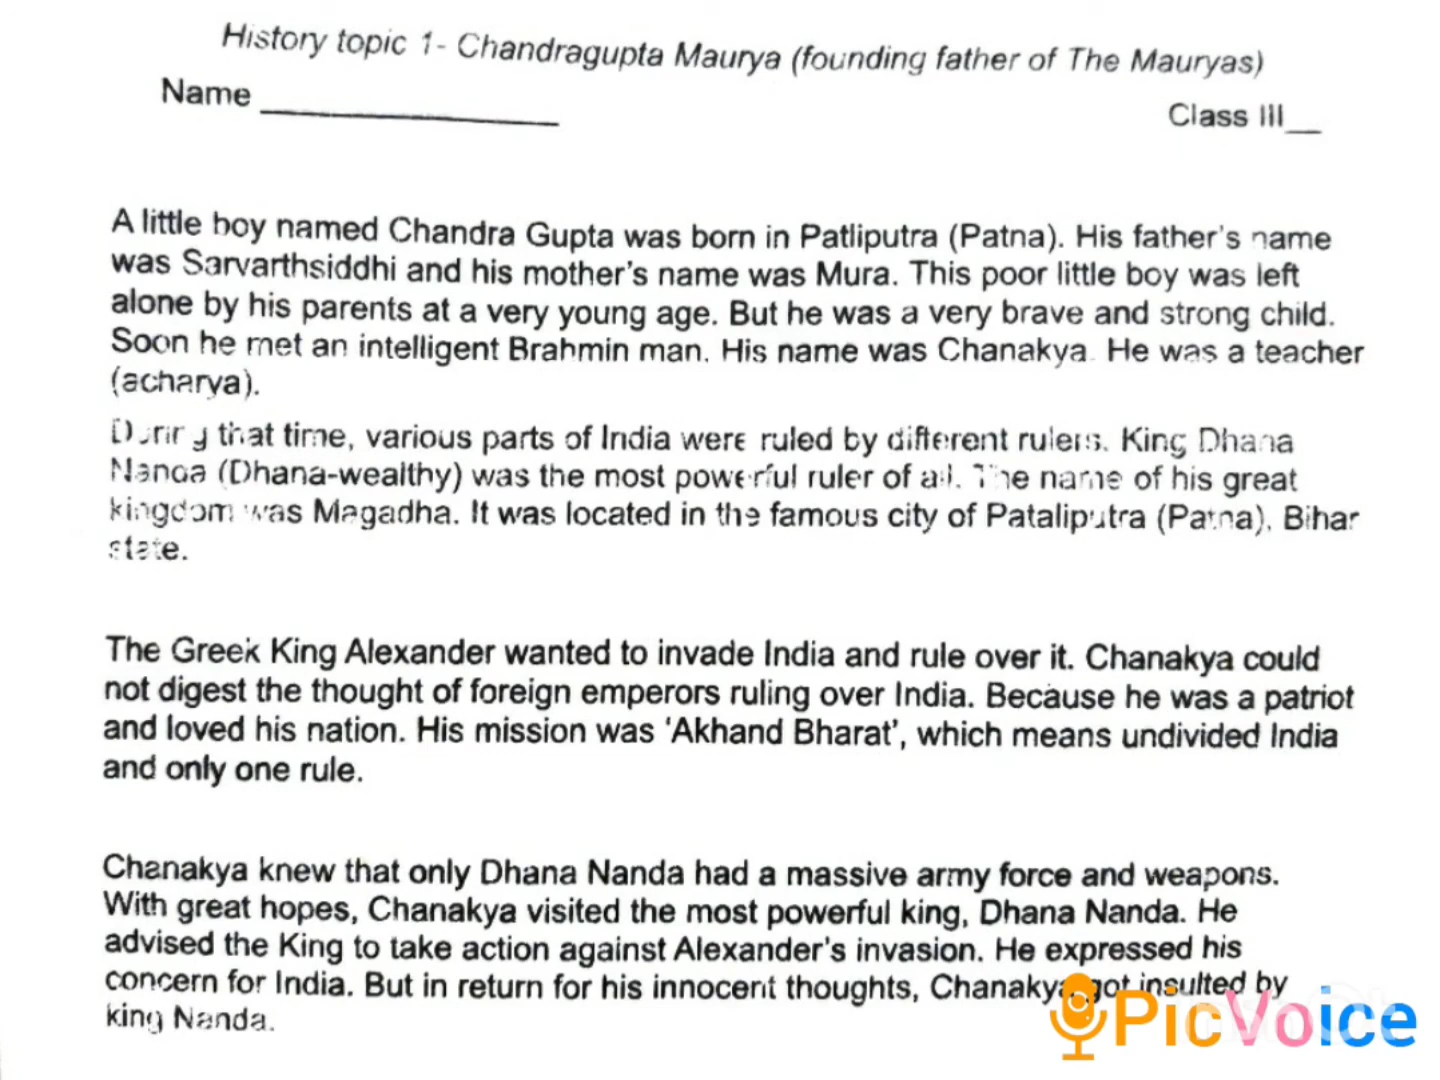 History topic 1- Chandragupta Maurya (founding father of The Mauryas)
Name
Class III
A little boy named Chandra Gupta was born in Patliputra (Patna). His father's name
was Sarvarthsiddhi and his mother's name was Mura. This poor little boy was left
alone by his parents at a very young age. But he was a very brave and strong child.
Soon he met an intelligent Brahmin man. His name was Chanakya. He was a teacher
(acharya).
During that time, various parts of India were ruled by different rulers. King Dhana
Nanda (Dhana-wealthy) was the most powerful ruler of all. The name of his great
kingdom was Magadha. It was located in the famous city of Pataliputra (Patna), Bihar
state.
The Greek King Alexander wanted to invade India and rule over it. Chanakya could
not digest the thought of foreign emperors ruling over India. Because he was a patriot
and loved his nation. His mission was 'Akhand Bharat', which means undivided India
and only one rule.
Chanakya knew that only Dhana Nanda had a massive army force and weapons.
With great hopes, Chanakya visited the most powerful king, Dhana Nanda. He
advised the King to take action against Alexander's invasion. He expressed his
concern for India. But in return for his innocent thoughts, Chanakya got insulted by
king Nanda.
PicVoice